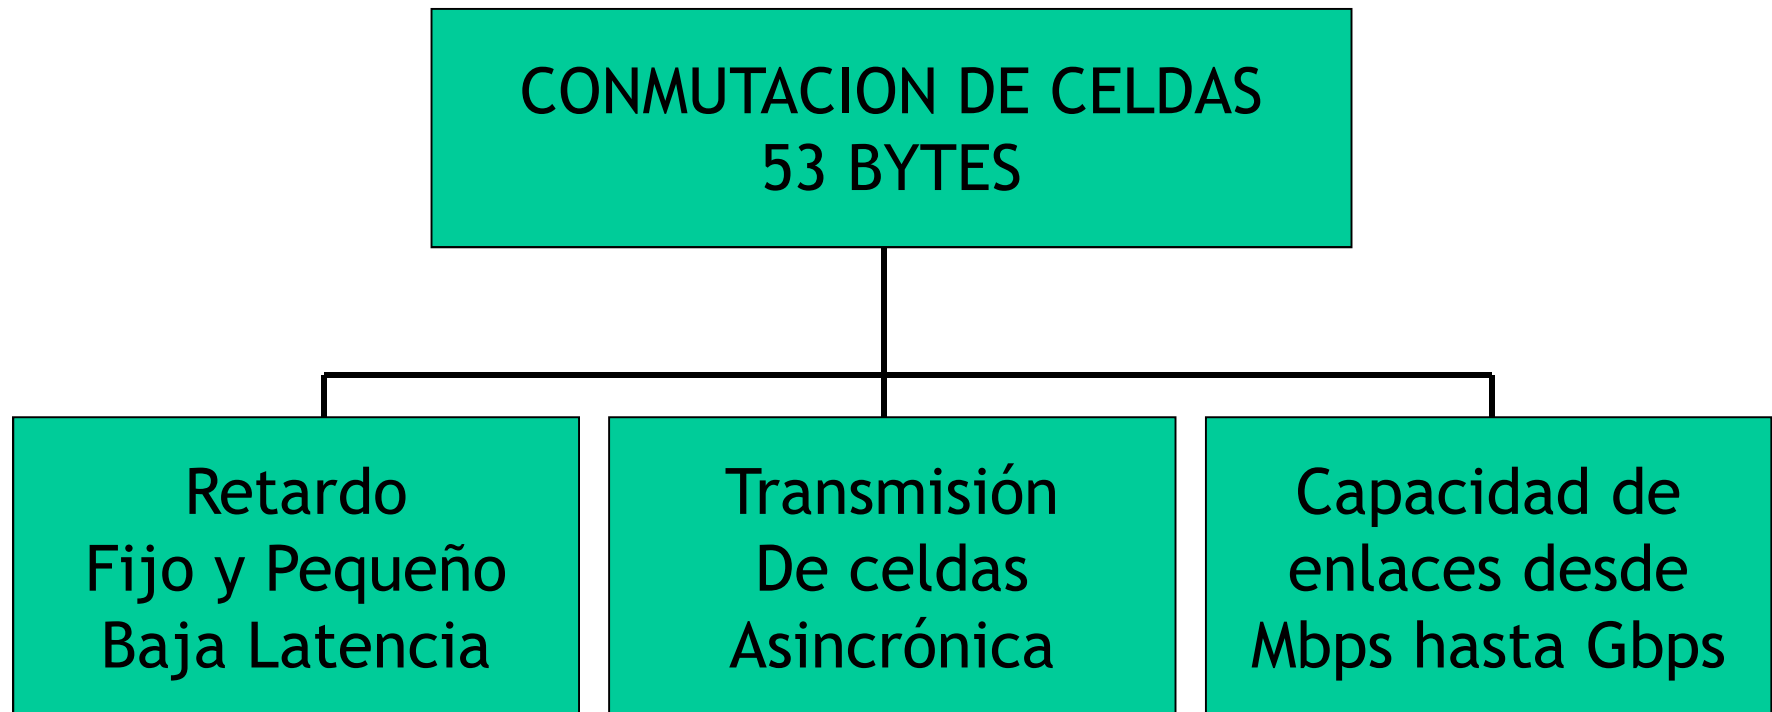 CONMUTACION DE CELDAS
53 BYTES
Retardo
Fijo y Pequeño
Baja Latencia
Transmisión
De celdas
Asincrónica
Capacidad de
enlaces desde
Mbps hasta Gbps